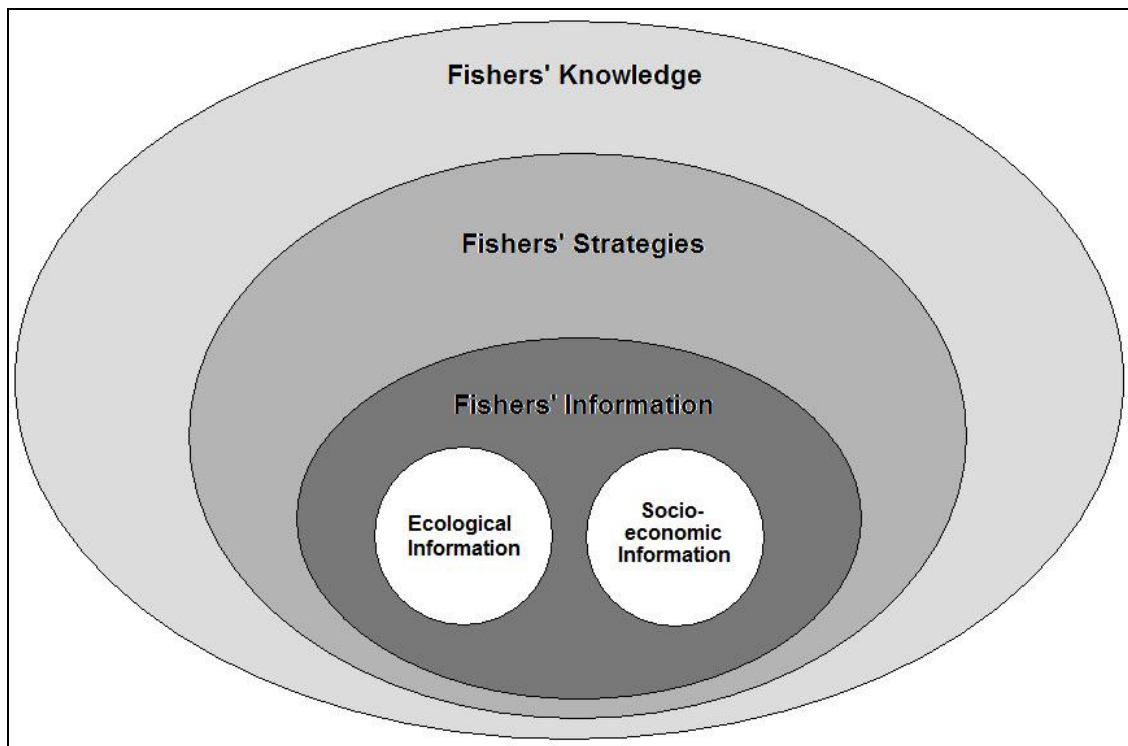 Fishers' Knowledge
Fishers' Strategies
Fishers' Information
Ecological
Information
Socio-
economic
Information